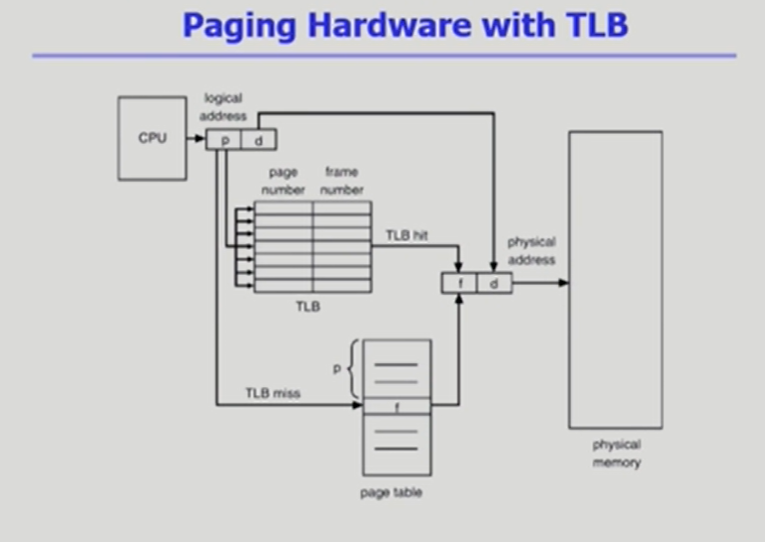 Paging Hardware with TLB
logical
address
CPU
p d
page frame
number number
TLB hit
physical
address
f d
TLB
p
TLB miss
f
page table
physical
memory